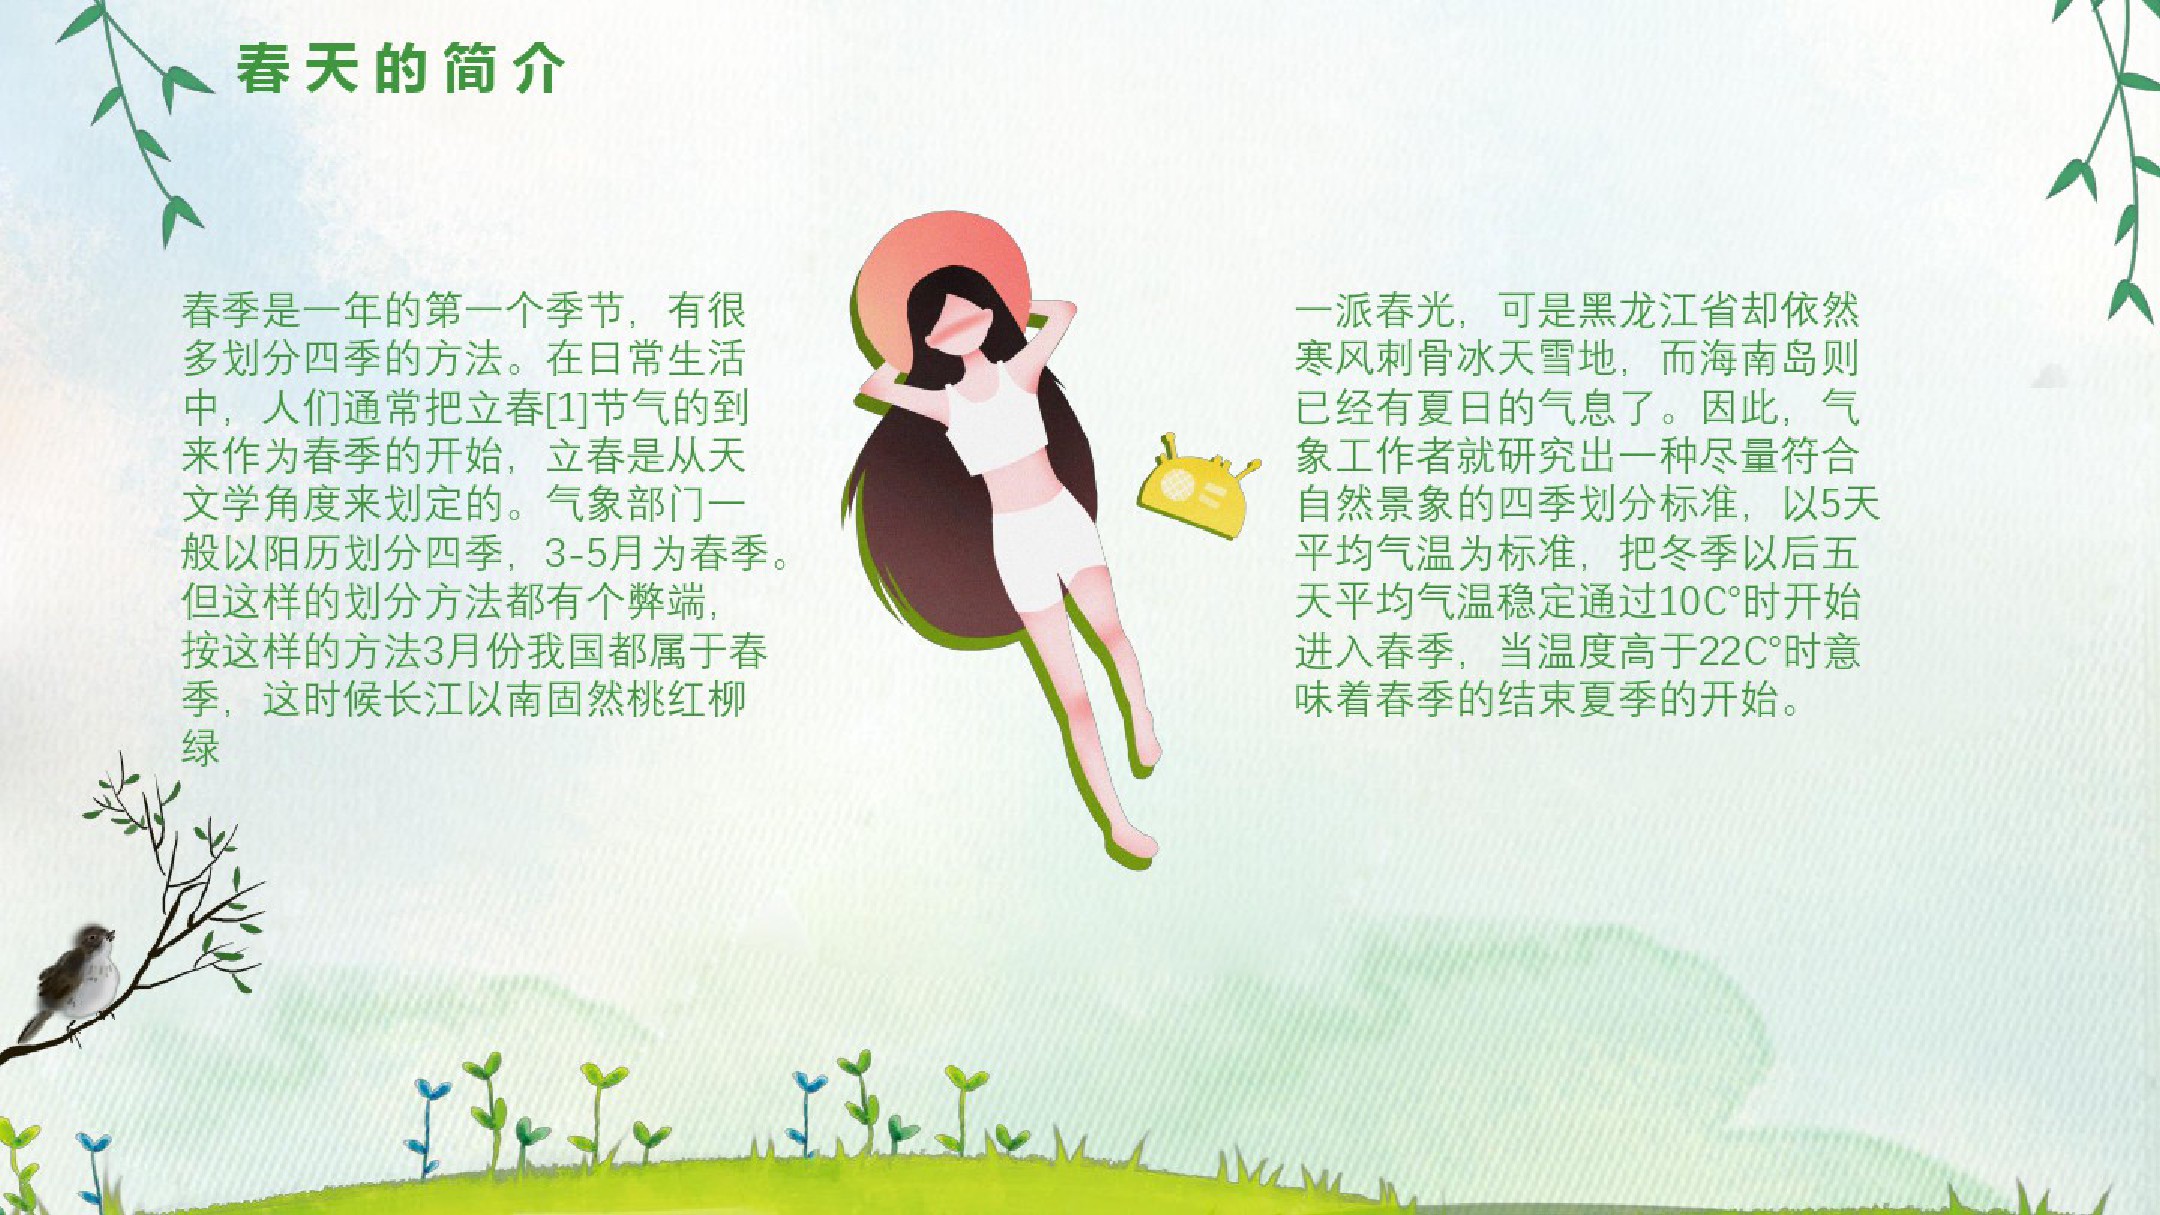 春天的简介
春季是一年的第一个季节，有很
多划分四季的方法。在日常生活
中，人们通常把立春[1]节气的到
来作为春季的开始，立春是从天
文学角度来划定的。气象部门一
般以阳历划分四季，3-5月为春季。
但这样的划分方法都有个弊端，
按这样的方法3月份我国都属于春
季，这时候长江以南固然桃红柳
绿
一派春光，可是黑龙江省却依然
寒风刺骨冰天雪地，而海南岛则
已经有夏日的气息了。因此，气
象工作者就研究出一种尽量符合
自然景象的四季划分标准，以5天
平均气温为标准，把冬季以后五
天平均气温稳定通过10C°时开始
进入春季，当温度高于22C°时意
味着春季的结束夏季的开始。